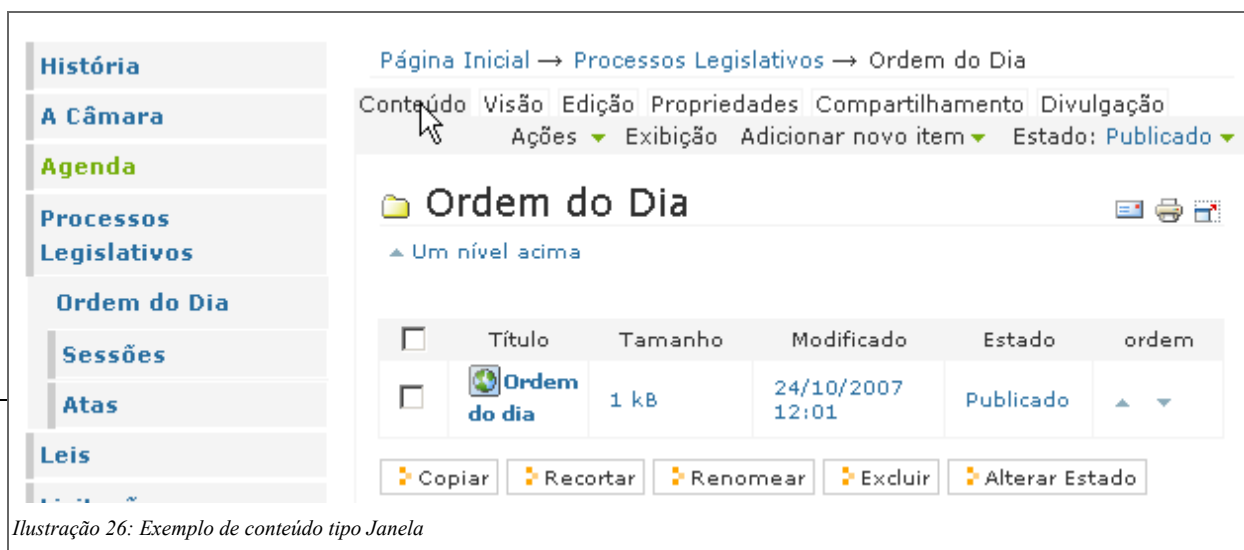 História
A Câmara
Agenda
Processos
Legislativos
Ordem do Dia
Sessões
Atas
Leis
Página Inicial → Processos Legislativos → Ordem do Dia
Conteúdo Visão Edição Propriedades Compartilhamento Divulgação
Ações Exibição Adicionar novo item Estado: Publicado
Ordem do Dia
Um nível acima
Título Tamanho Modificado Estado ordem
Ordem do dia 1 kB 24/10/2007 12:01 Publicado
Copiar Recortar Renomear Excluir Alterar Estado
Ilustração 26: Exemplo de conteúdo tipo Janela